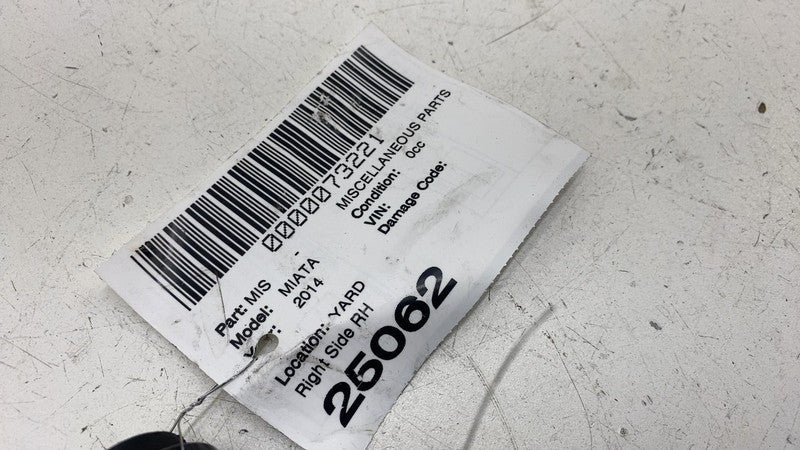 0000073221
MISCELLANEOUS PARTS
Part: MIS -
Condition: 0cc
Model: MIATA
VIN:
2014
Damage Code:
Location: YARD
Right Side RH
25062